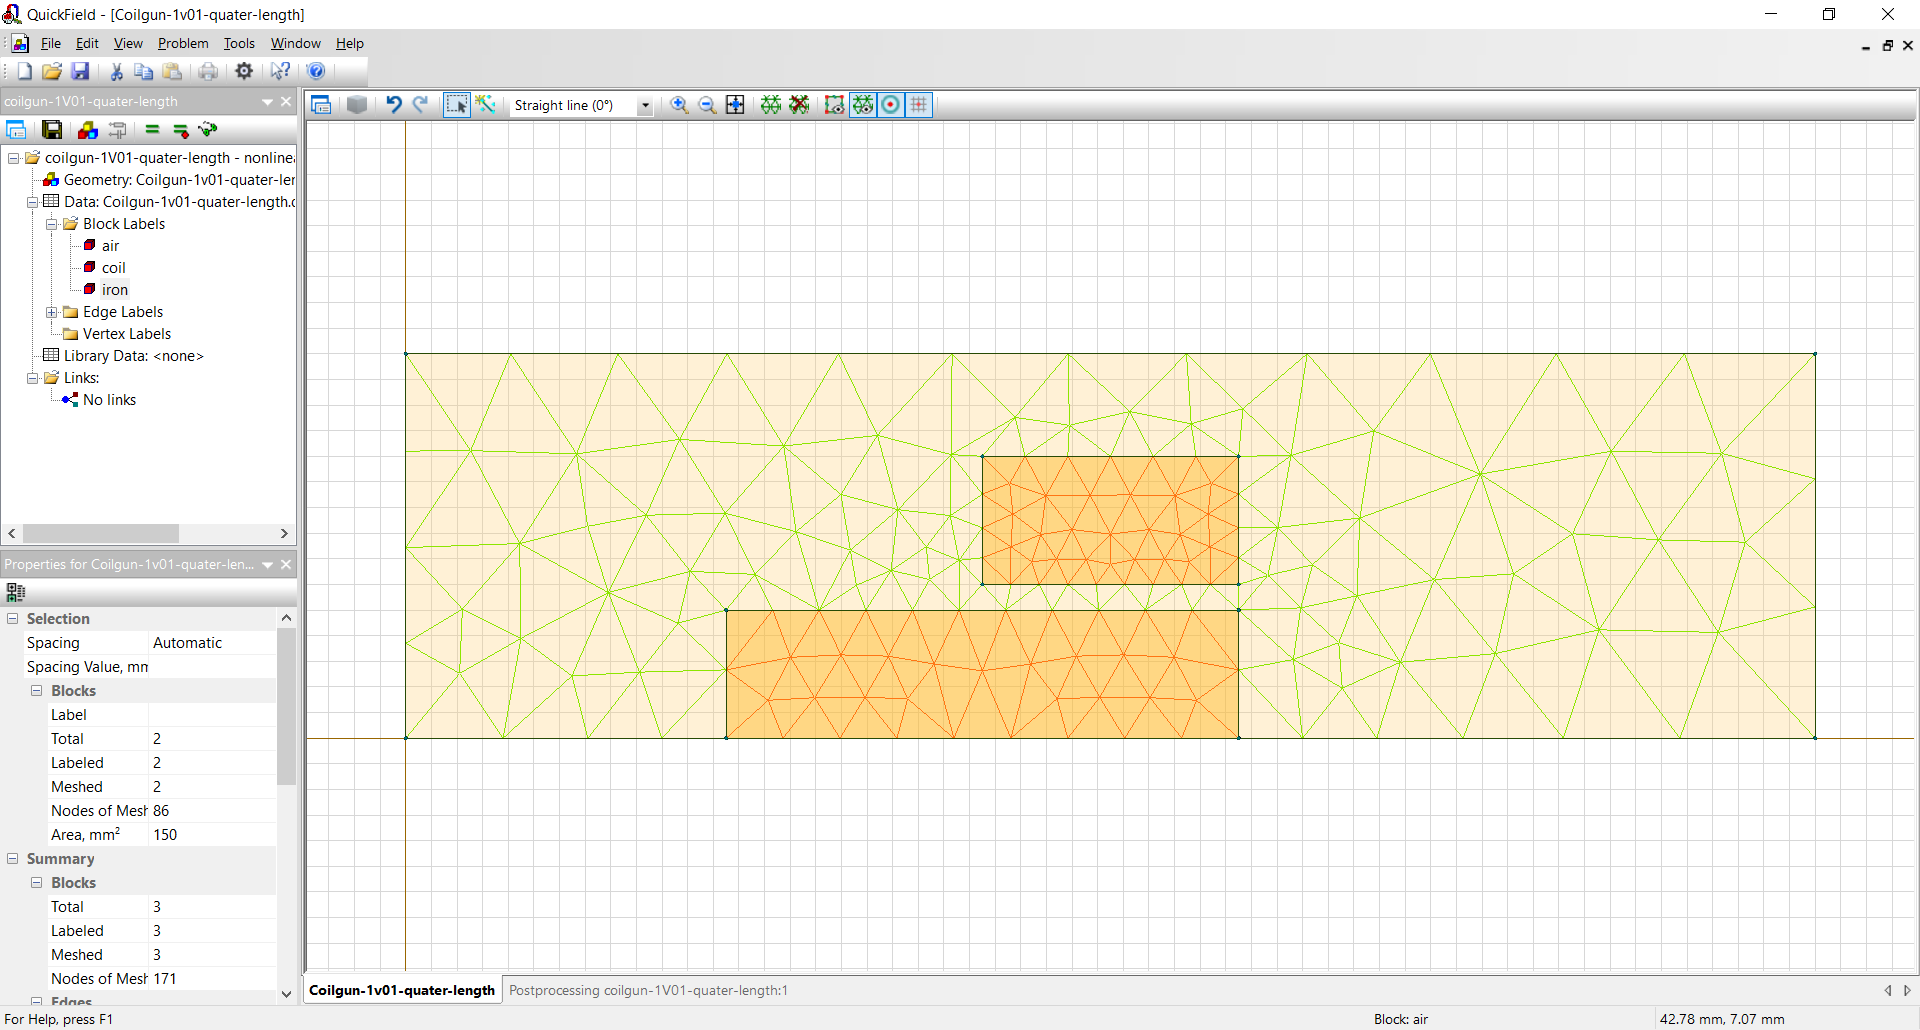 QuickField - [Coilgun-1v01-quater-length]
File Edit View Problem Tools Window Help
coilgun-1V01-quater-length
Straight line (0°)
coilgun-1V01-quater-length - nonlinea
Geometry: Coilgun-1v01-quater-ler
Data: Coilgun-1v01-quater-length.
Block Labels
air
coil
iron
Edge Labels
Vertex Labels
Library Data: <none>
Links:
No links
Properties for Coilgun-1v01-quater-len...
Selection
Spacing Automatic
Spacing Value, mm
Blocks
Label
Total 2
Labeled 2
Meshed 2
Nodes of Mesh 86
Area, mm² 150
Summary
Blocks
Total 3
Labeled 3
Meshed 3
Nodes of Mesh 171
Edges
Coilgun-1v01-quater-length Postprocessing coilgun-1V01-quater-length:1
For Help, press F1 Block: air 42.78 mm, 7.07 mm